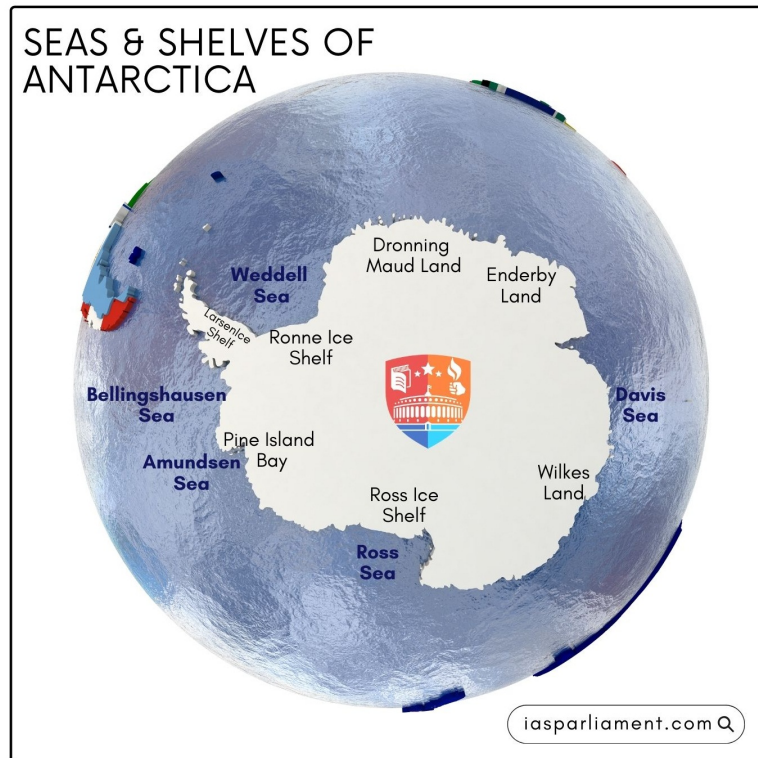 SEAS & SHELVES OF
ANTARCTICA
Dronning
Maud Land
Enderby
Land
Weddell
Sea
LarsenIce
Shelf
Ronne Ice
Shelf
Bellingshausen
Sea
Davis
Sea
Pine Island
Bay
Amundsen
Sea
Wilkes
Land
Ross Ice
Shelf
Ross
Sea
iasparliament.com